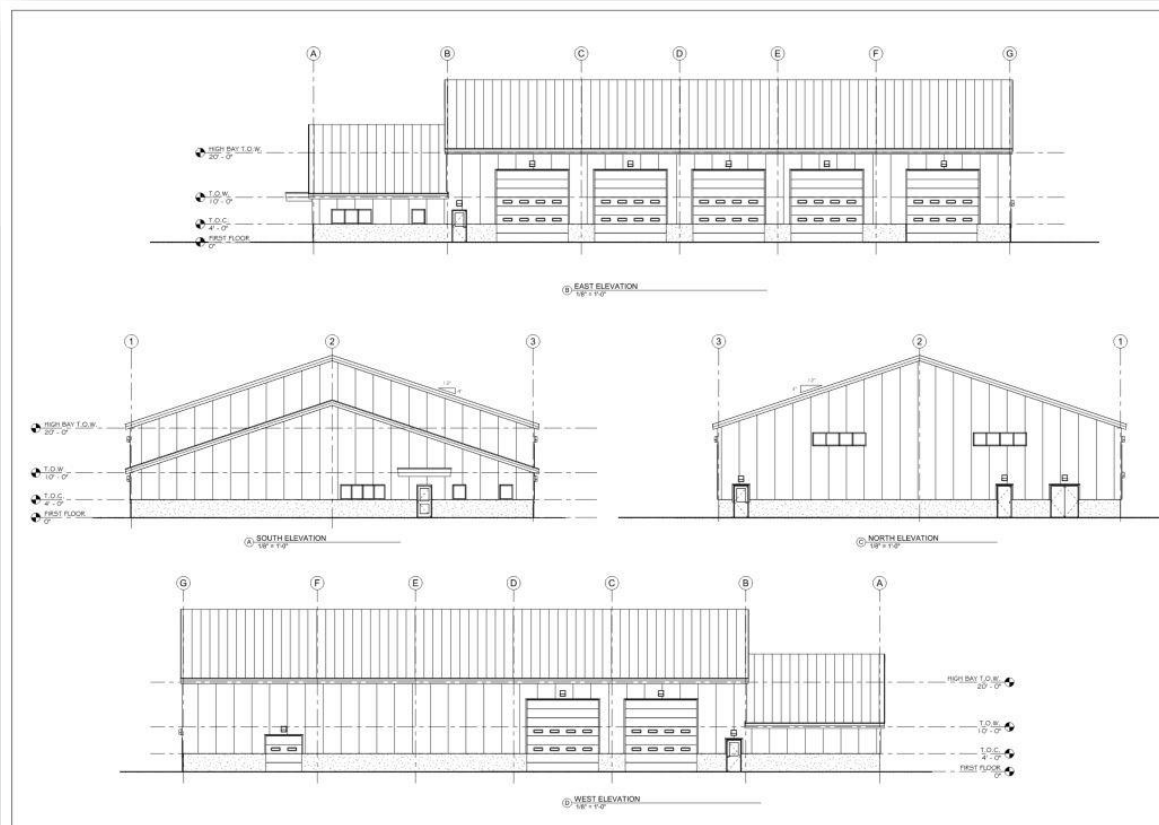 A B C D E F G
HIGH BAY T.O.W.
20' - 0"
T.O.W.
10' - 0"
T.O.C.
4' - 0"
FIRST FLOOR
0"
B EAST ELEVATION
1/8" = 1'-0"
1 2 3
3 2 1
12"
12"
4"
HIGH BAY T.O.W.
20' - 0"
T.O.W.
10' - 0"
T.O.C.
4' - 0"
FIRST FLOOR
0"
A SOUTH ELEVATION
1/8" = 1'-0"
C NORTH ELEVATION
1/8" = 1'-0"
G F E D C B A
HIGH BAY T.O.W.
20' - 0"
T.O.W.
10' - 0"
T.O.C.
4' - 0"
FIRST FLOOR
0"
D WEST ELEVATION
1/8" = 1'-0"